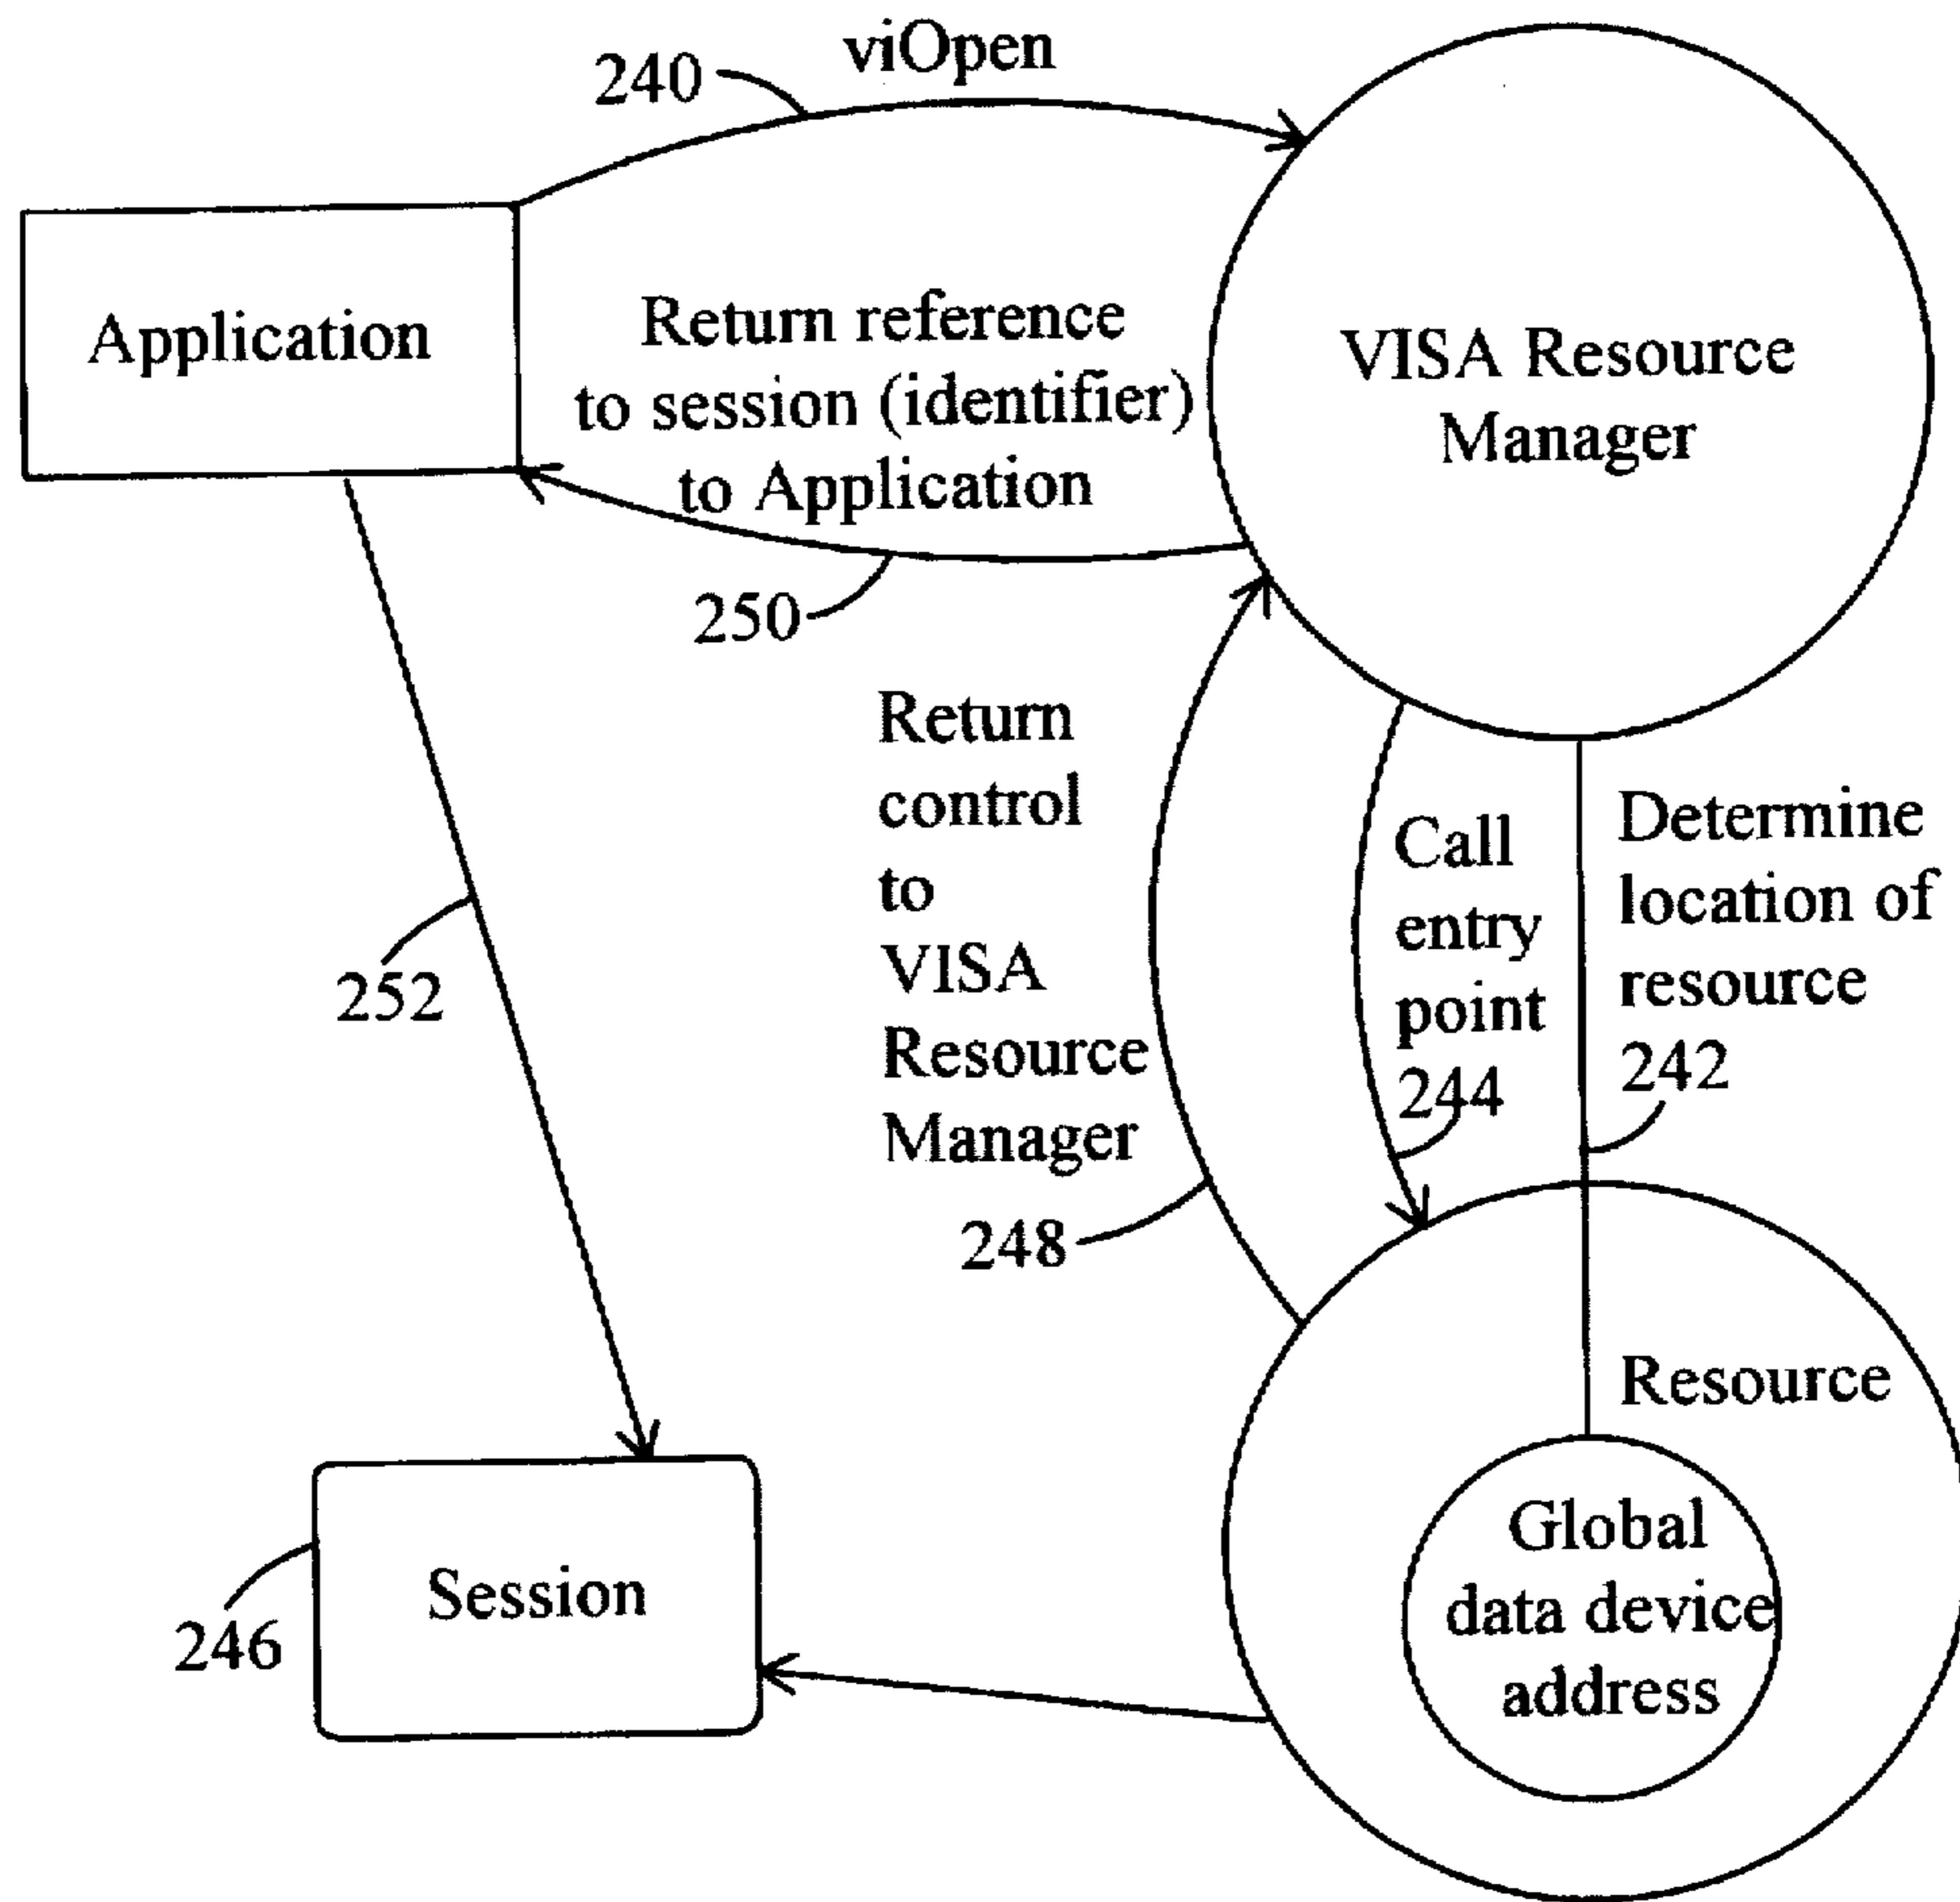 viOpen
240
Application
Return reference
to session (identifier)
to Application
VISA Resource
Manager
250
Return
control
to
VISA
Resource
Manager
248
Call
entry
point
244
Determine
location of
resource
242
252
Resource
Global
data device
address
Session
246